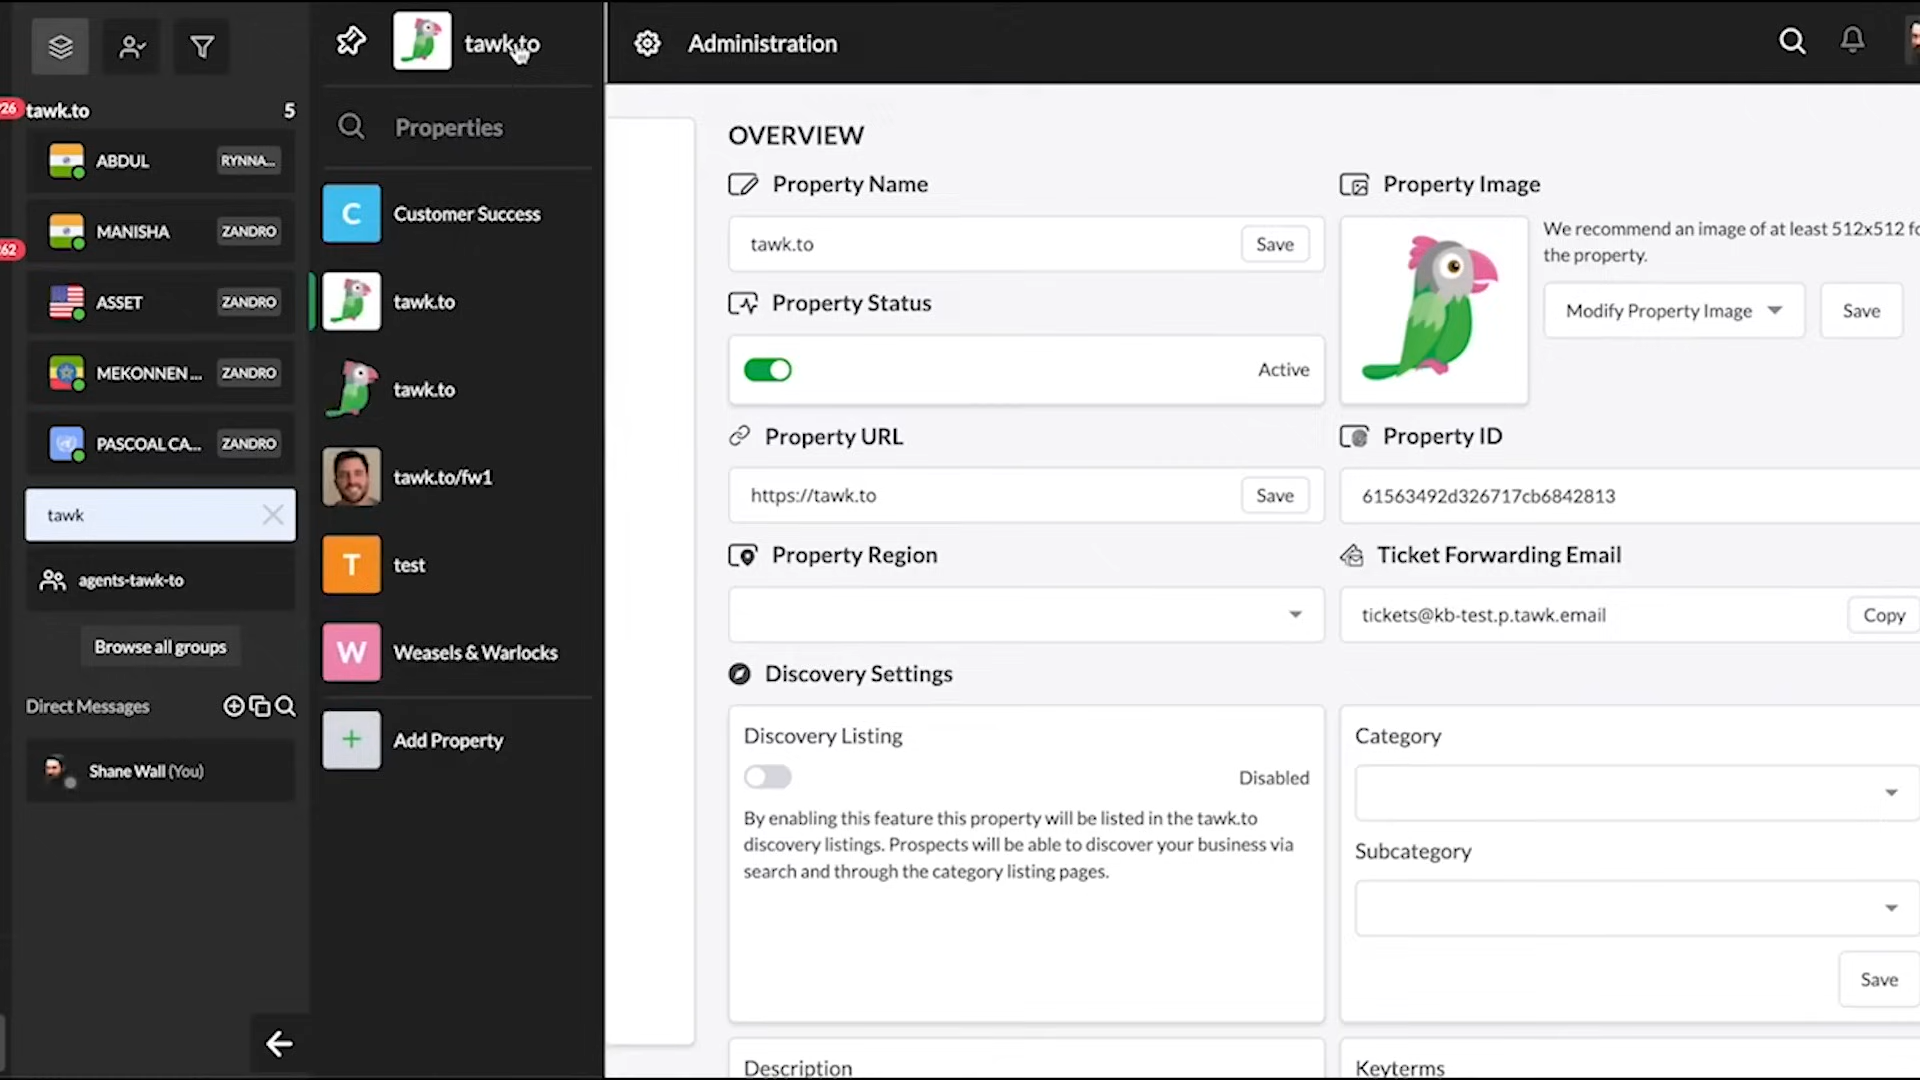 26
tawk.to
5
ABDUL
RYNNA...
MANISHA
ZANDRO
62
ASSET
ZANDRO
MEKONNEN ...
ZANDRO
PASCOAL CA...
ZANDRO
tawk
agents-tawk-to
Browse all groups
Direct Messages
Shane Wall (You)
tawk.to
Properties
C
Customer Success
tawk.to
tawk.to
tawk.to/fw1
T
test
W
Weasels & Warlocks
Add Property
Administration
OVERVIEW
Property Name
tawk.to
Save
Property Status
Active
Property URL
https://tawk.to
Save
Property Region
Discovery Settings
Discovery Listing
Disabled
By enabling this feature this property will be listed in the tawk.to
discovery listings. Prospects will be able to discover your business via
search and through the category listing pages.
Description
Property Image
We recommend an image of at least 512x512
the property.
Modify Property Image
Save
Property ID
61563492d326717cb6842813
Ticket Forwarding Email
tickets@kb-test.p.tawk.email
Copy
Category
Subcategory
Save
Keyterms